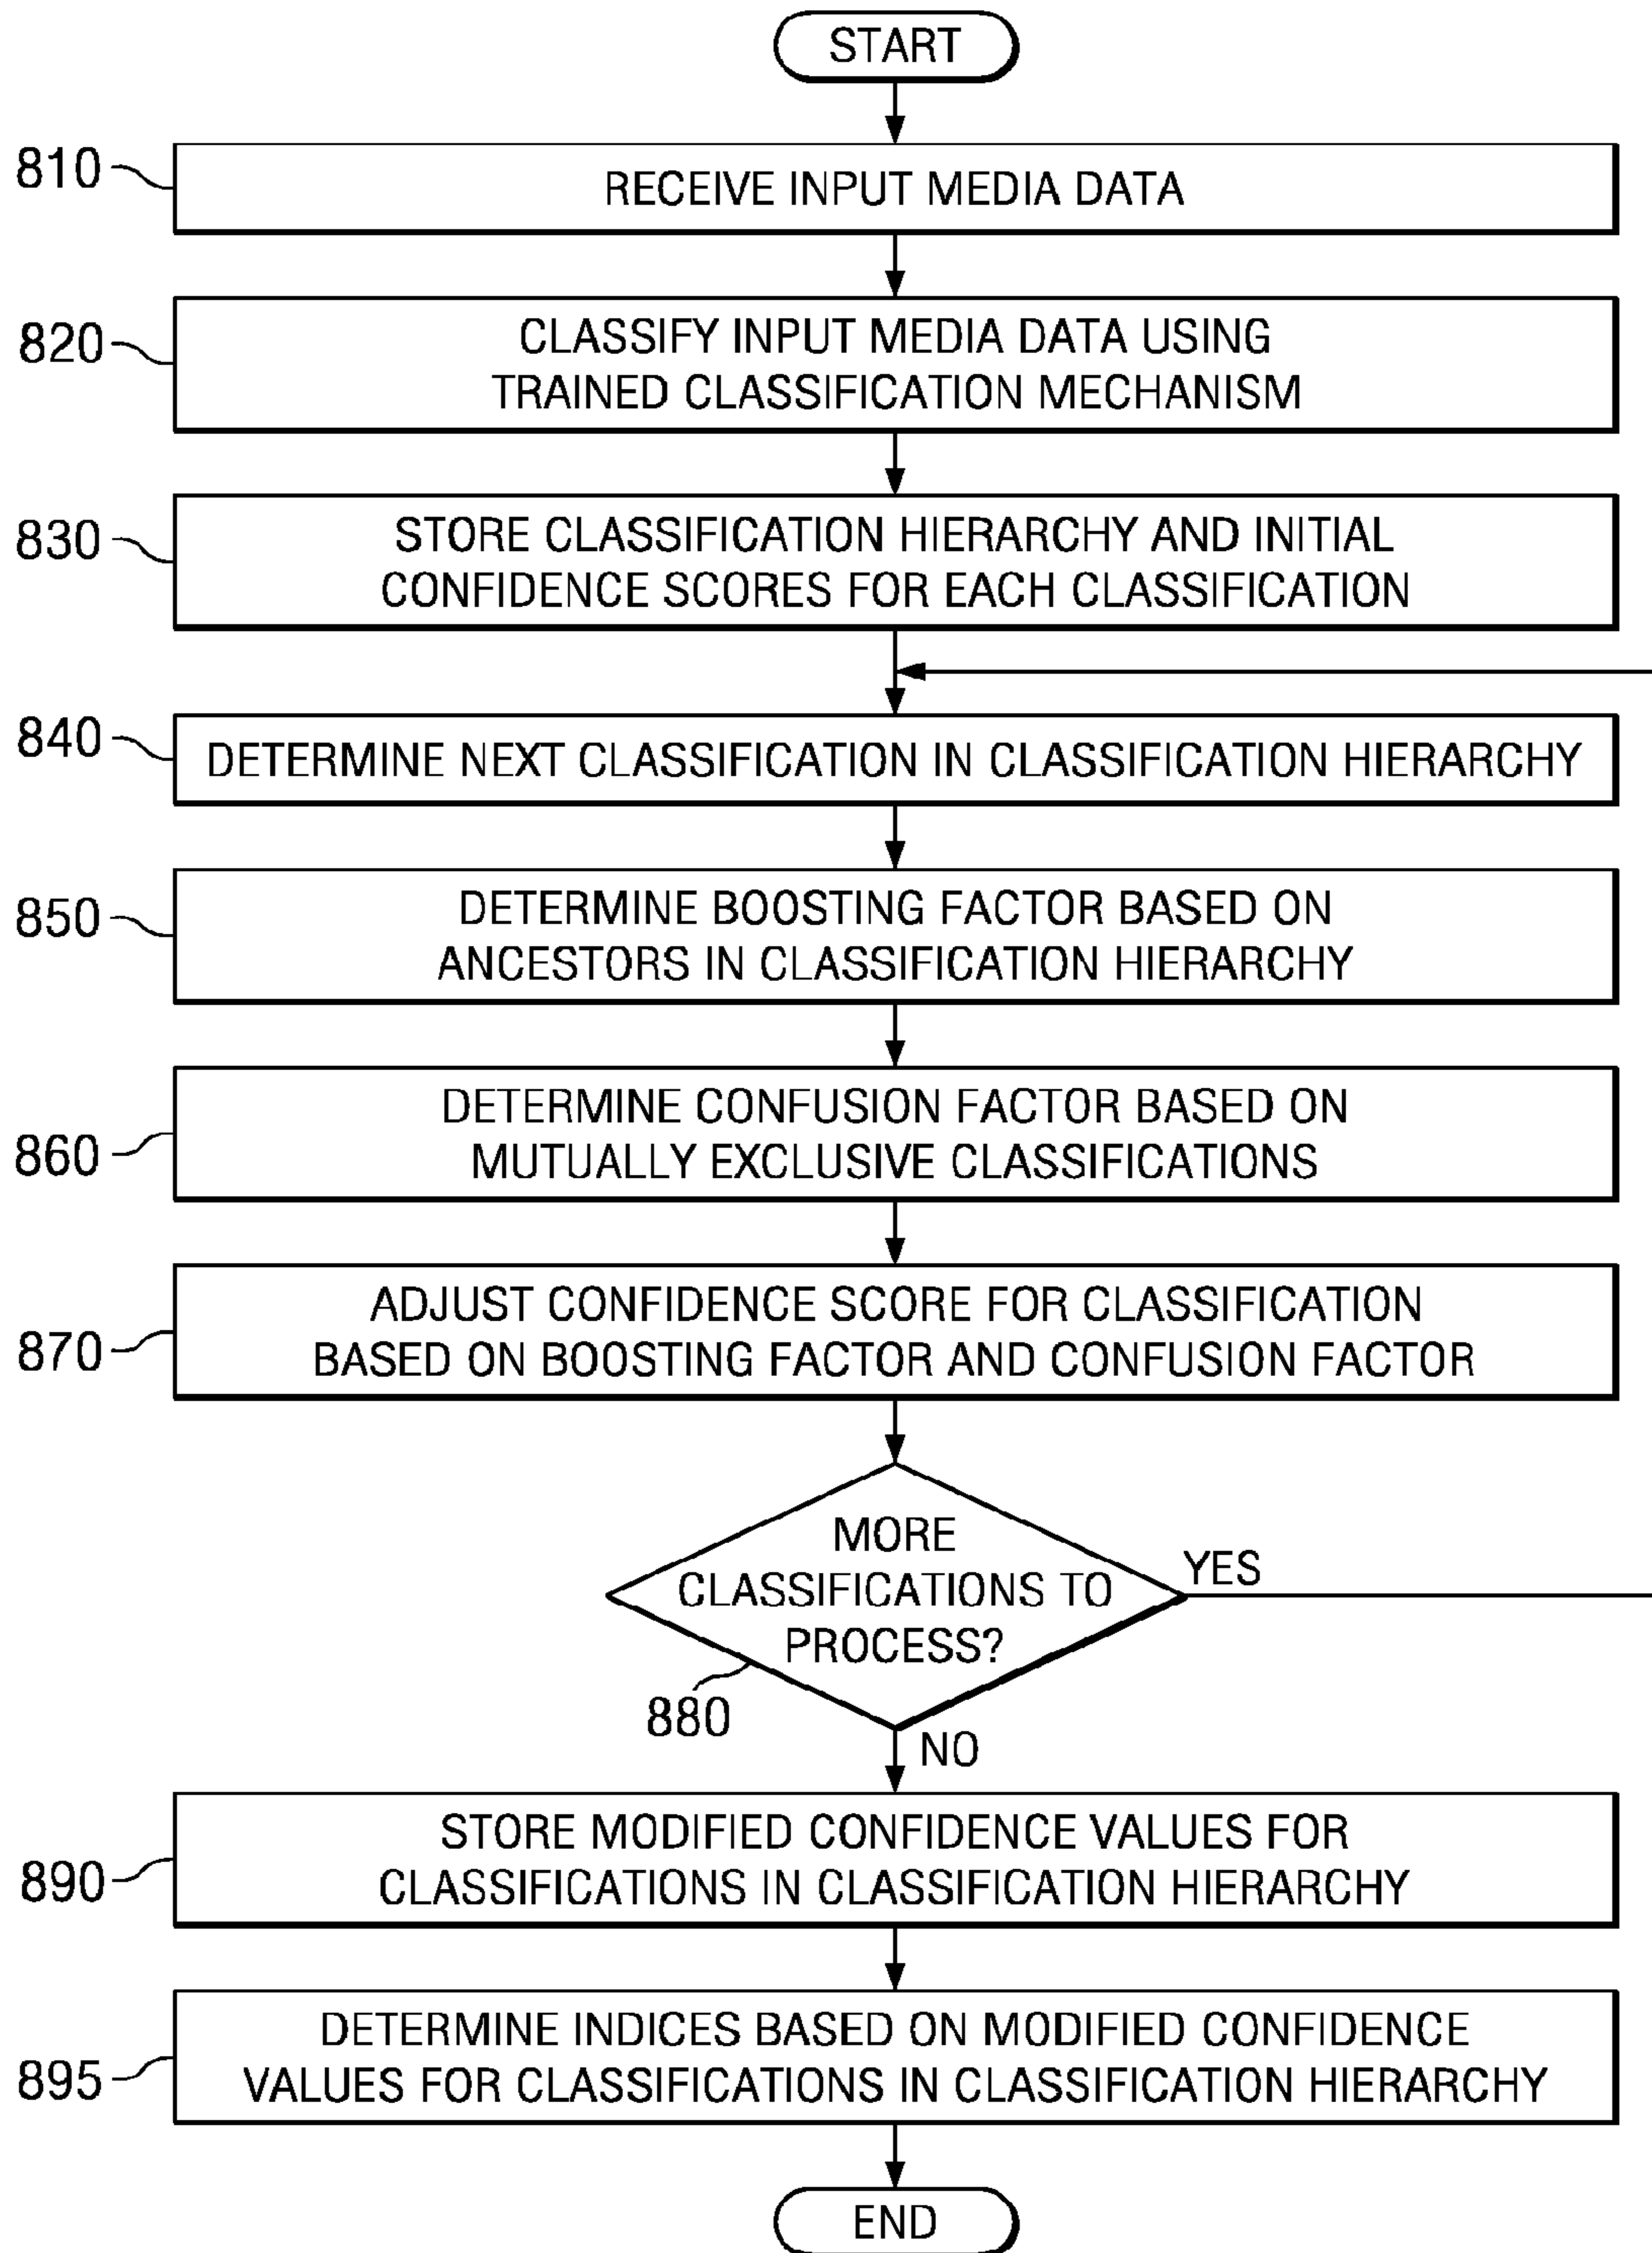 START
810
RECEIVE INPUT MEDIA DATA
820
CLASSIFY INPUT MEDIA DATA USING
TRAINED CLASSIFICATION MECHANISM
830
STORE CLASSIFICATION HIERARCHY AND INITIAL
CONFIDENCE SCORES FOR EACH CLASSIFICATION
840
DETERMINE NEXT CLASSIFICATION IN CLASSIFICATION HIERARCHY
850
DETERMINE BOOSTING FACTOR BASED ON
ANCESTORS IN CLASSIFICATION HIERARCHY
860
DETERMINE CONFUSION FACTOR BASED ON
MUTUALLY EXCLUSIVE CLASSIFICATIONS
870
ADJUST CONFIDENCE SCORE FOR CLASSIFICATION
BASED ON BOOSTING FACTOR AND CONFUSION FACTOR
MORE
CLASSIFICATIONS TO
PROCESS?
YES
880
NO
890
STORE MODIFIED CONFIDENCE VALUES FOR
CLASSIFICATIONS IN CLASSIFICATION HIERARCHY
895
DETERMINE INDICES BASED ON MODIFIED CONFIDENCE
VALUES FOR CLASSIFICATIONS IN CLASSIFICATION HIERARCHY
END